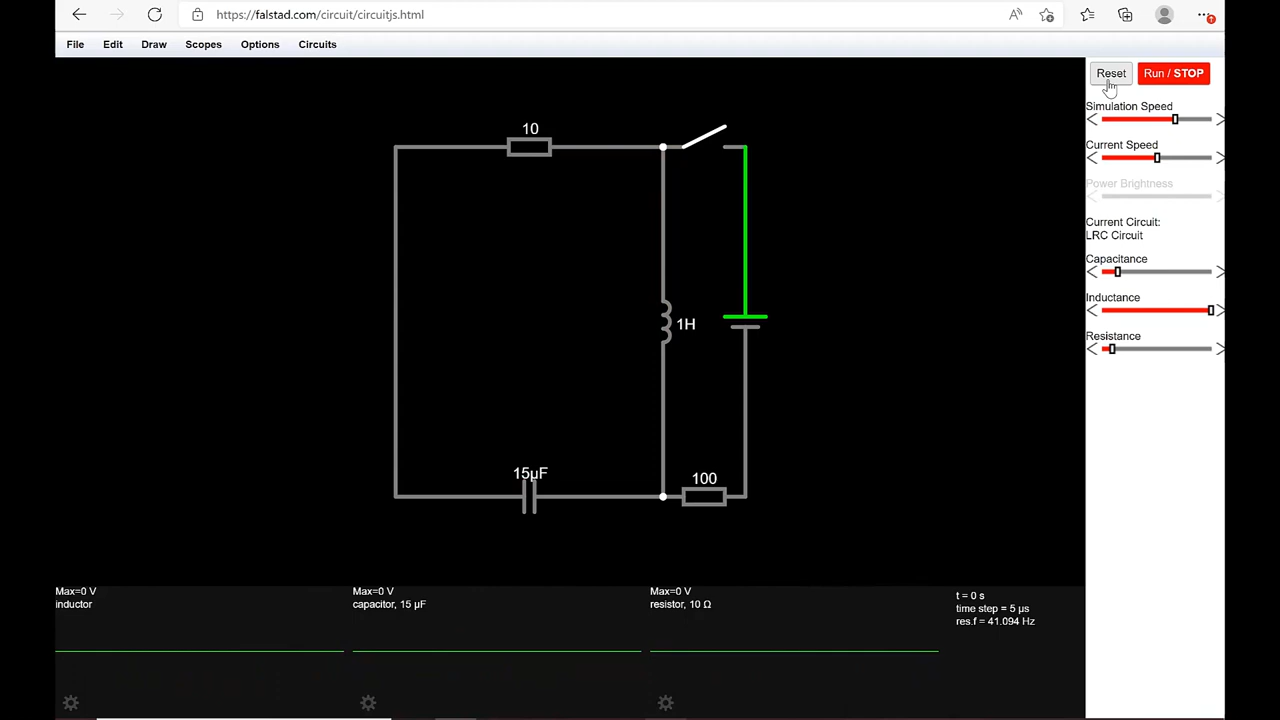 https://falstad.com/circuit/circuitjs.html
File Edit Draw Scopes Options Circuits
Reset Run / STOP
Simulation Speed
Current Speed
Power Brightness
Current Circuit:
LRC Circuit
Capacitance
Inductance
Resistance
10
1H
15µF
100
Max=0 V
inductor
Max=0 V
capacitor, 15 µF
Max=0 V
resistor, 10 Ω
t = 0 s
time step = 5 µs
res.f = 41.094 Hz